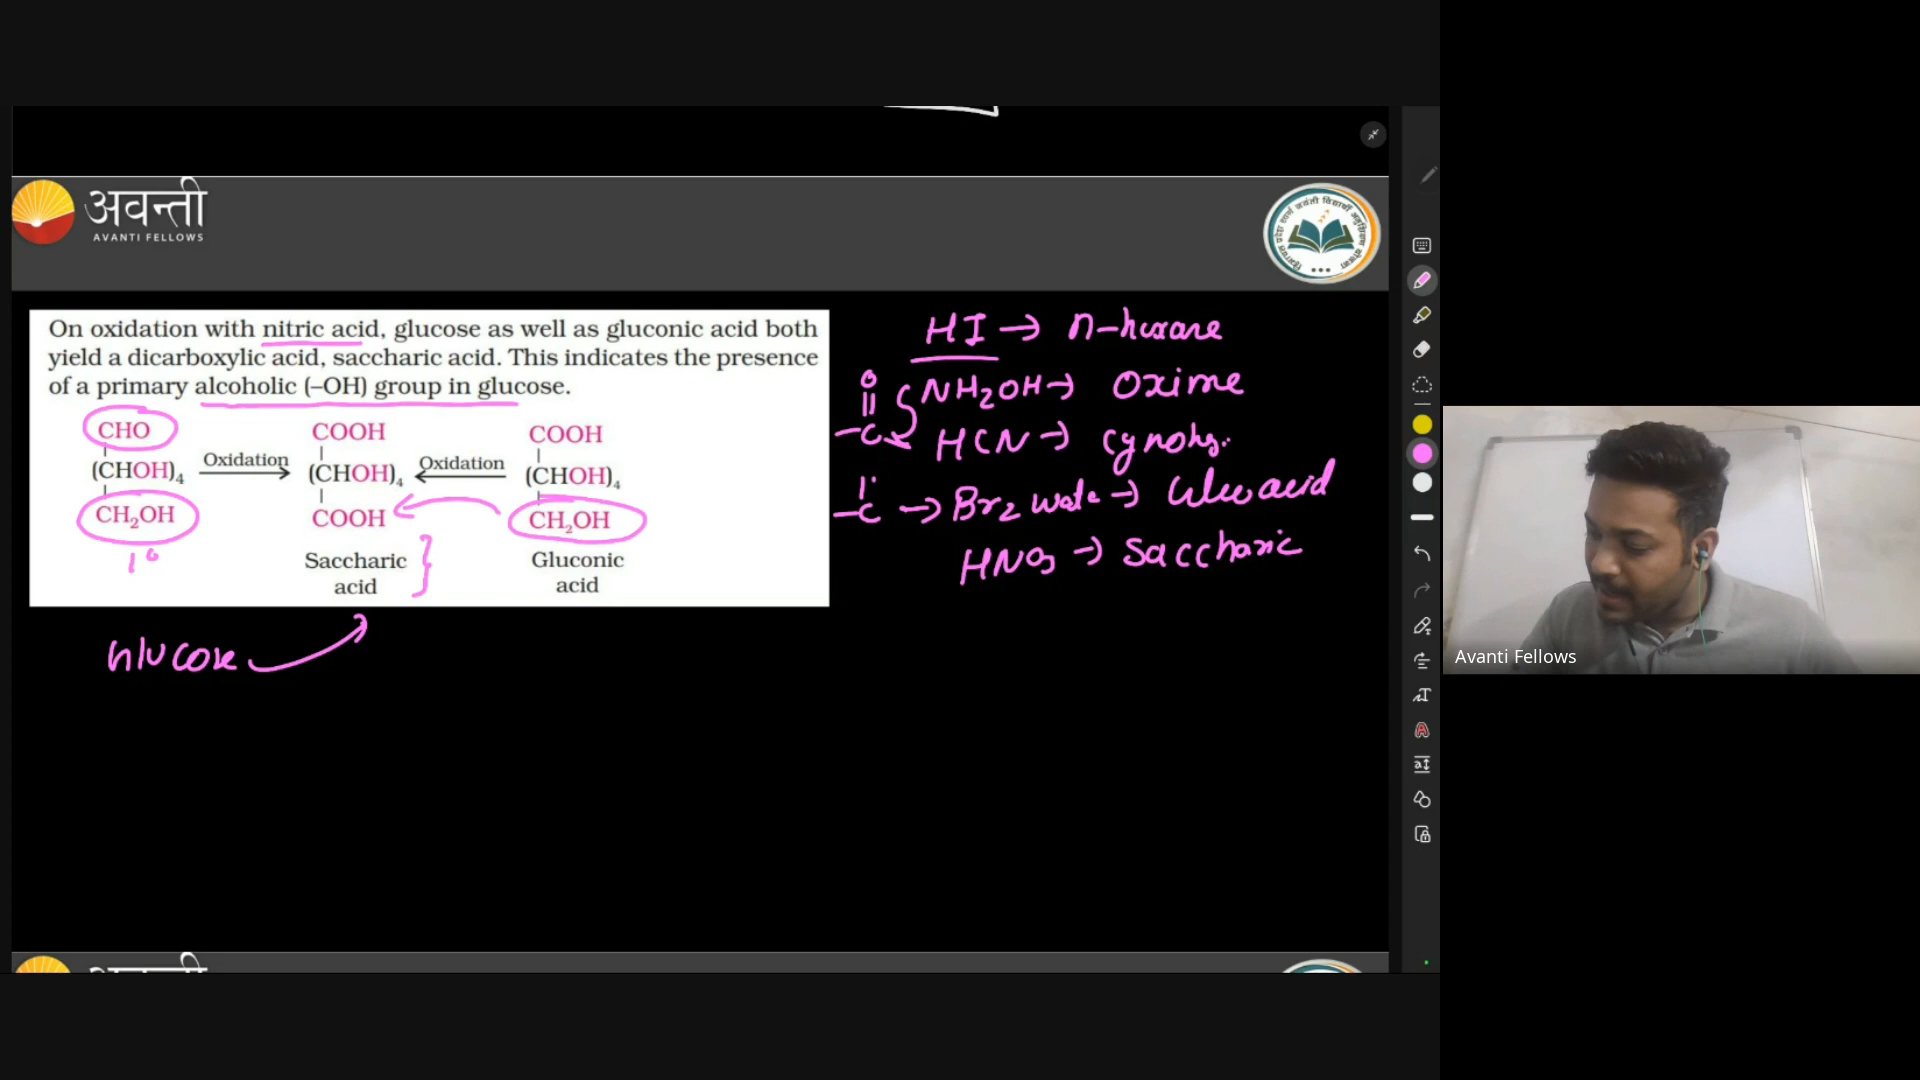 अवन्ती
AVANTI FELLOWS
On oxidation with nitric acid, glucose as well as gluconic acid both
yield a dicarboxylic acid, saccharic acid. This indicates the presence
of a primary alcoholic (–OH) group in glucose.
CHO
(CHOH)₄
CH₂OH
1°
Oxidation
COOH
(CHOH)₄
COOH
Saccharic
acid
Oxidation
COOH
(CHOH)₄
CH₂OH
Gluconic
acid
Glucose
HI → n-hexane
O
C
NH₂OH → Oxime
HCN → cynohy.
C → Br₂ wate → Gluco acid
HNO₃ → Saccharic
Avanti Fellows